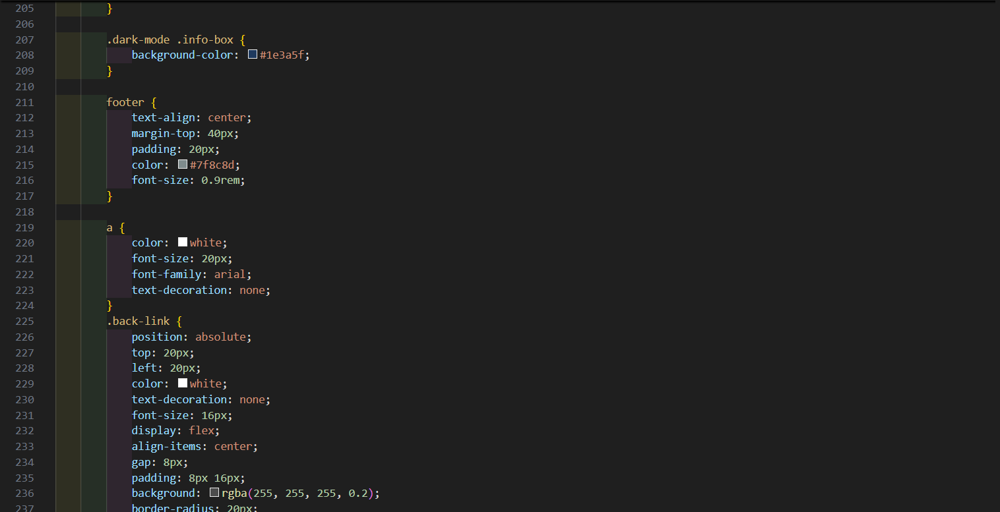 205 }
206
207 .dark-mode .info-box {
208 background-color: #1e3a5f;
209 }
210
211 footer {
212 text-align: center;
213 margin-top: 40px;
214 padding: 20px;
215 color: #7f8c8d;
216 font-size: 0.9rem;
217 }
218
219 a {
220 color: white;
221 font-size: 20px;
222 font-family: arial;
223 text-decoration: none;
224 }
225 .back-link {
226 position: absolute;
227 top: 20px;
228 left: 20px;
229 color: white;
230 text-decoration: none;
231 font-size: 16px;
232 display: flex;
233 align-items: center;
234 gap: 8px;
235 padding: 8px 16px;
236 background: rgba(255, 255, 255, 0.2);
237 border-radius: 20px;